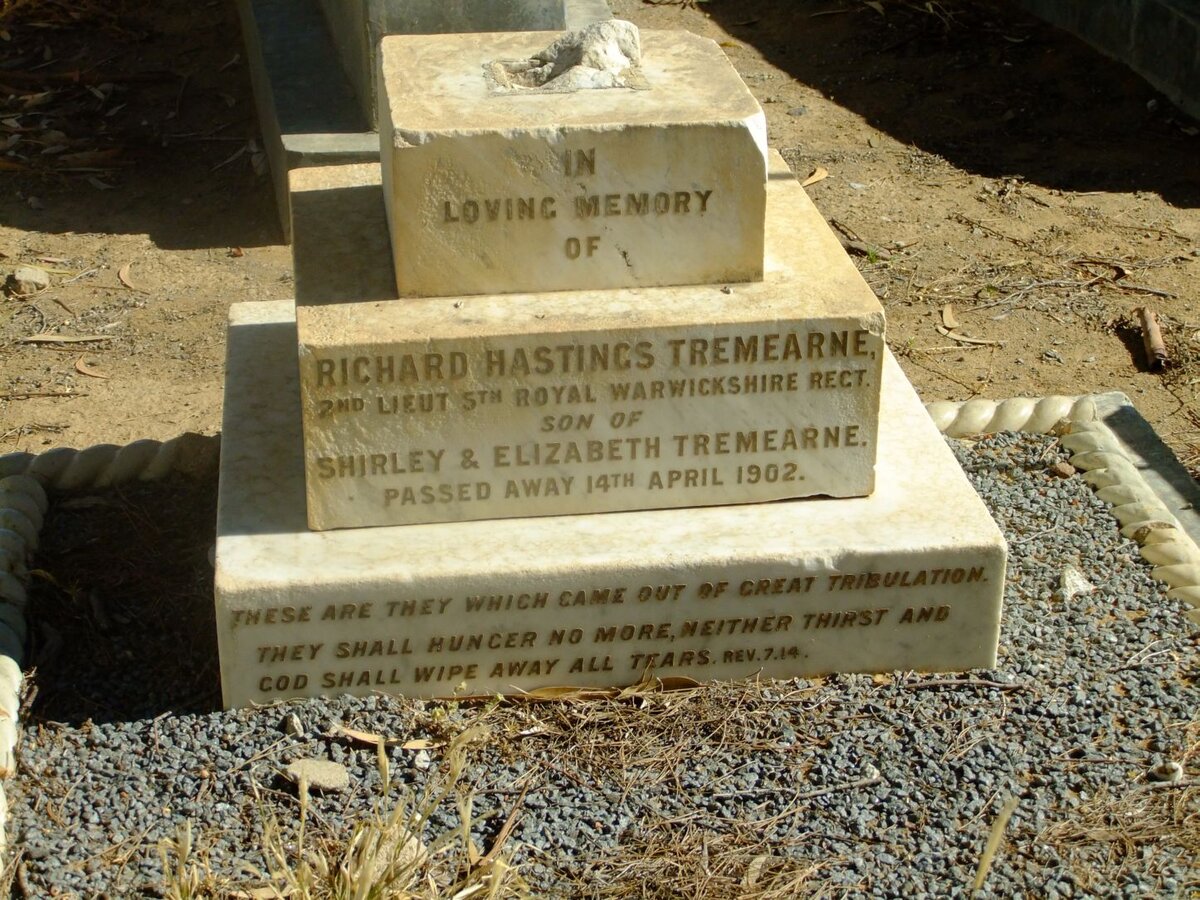 IN
LOVING MEMORY
OF
RICHARD HASTINGS TREMEARNE,
2ND LIEUT 5TH ROYAL WARWICKSHIRE REGT.
SON OF
SHIRLEY & ELIZABETH TREMEARNE.
PASSED AWAY 14TH APRIL 1902.
THESE ARE THEY WHICH CAME OUT OF GREAT TRIBULATION.
THEY SHALL HUNGER NO MORE, NEITHER THIRST AND
GOD SHALL WIPE AWAY ALL TEARS. REV. 7.14.